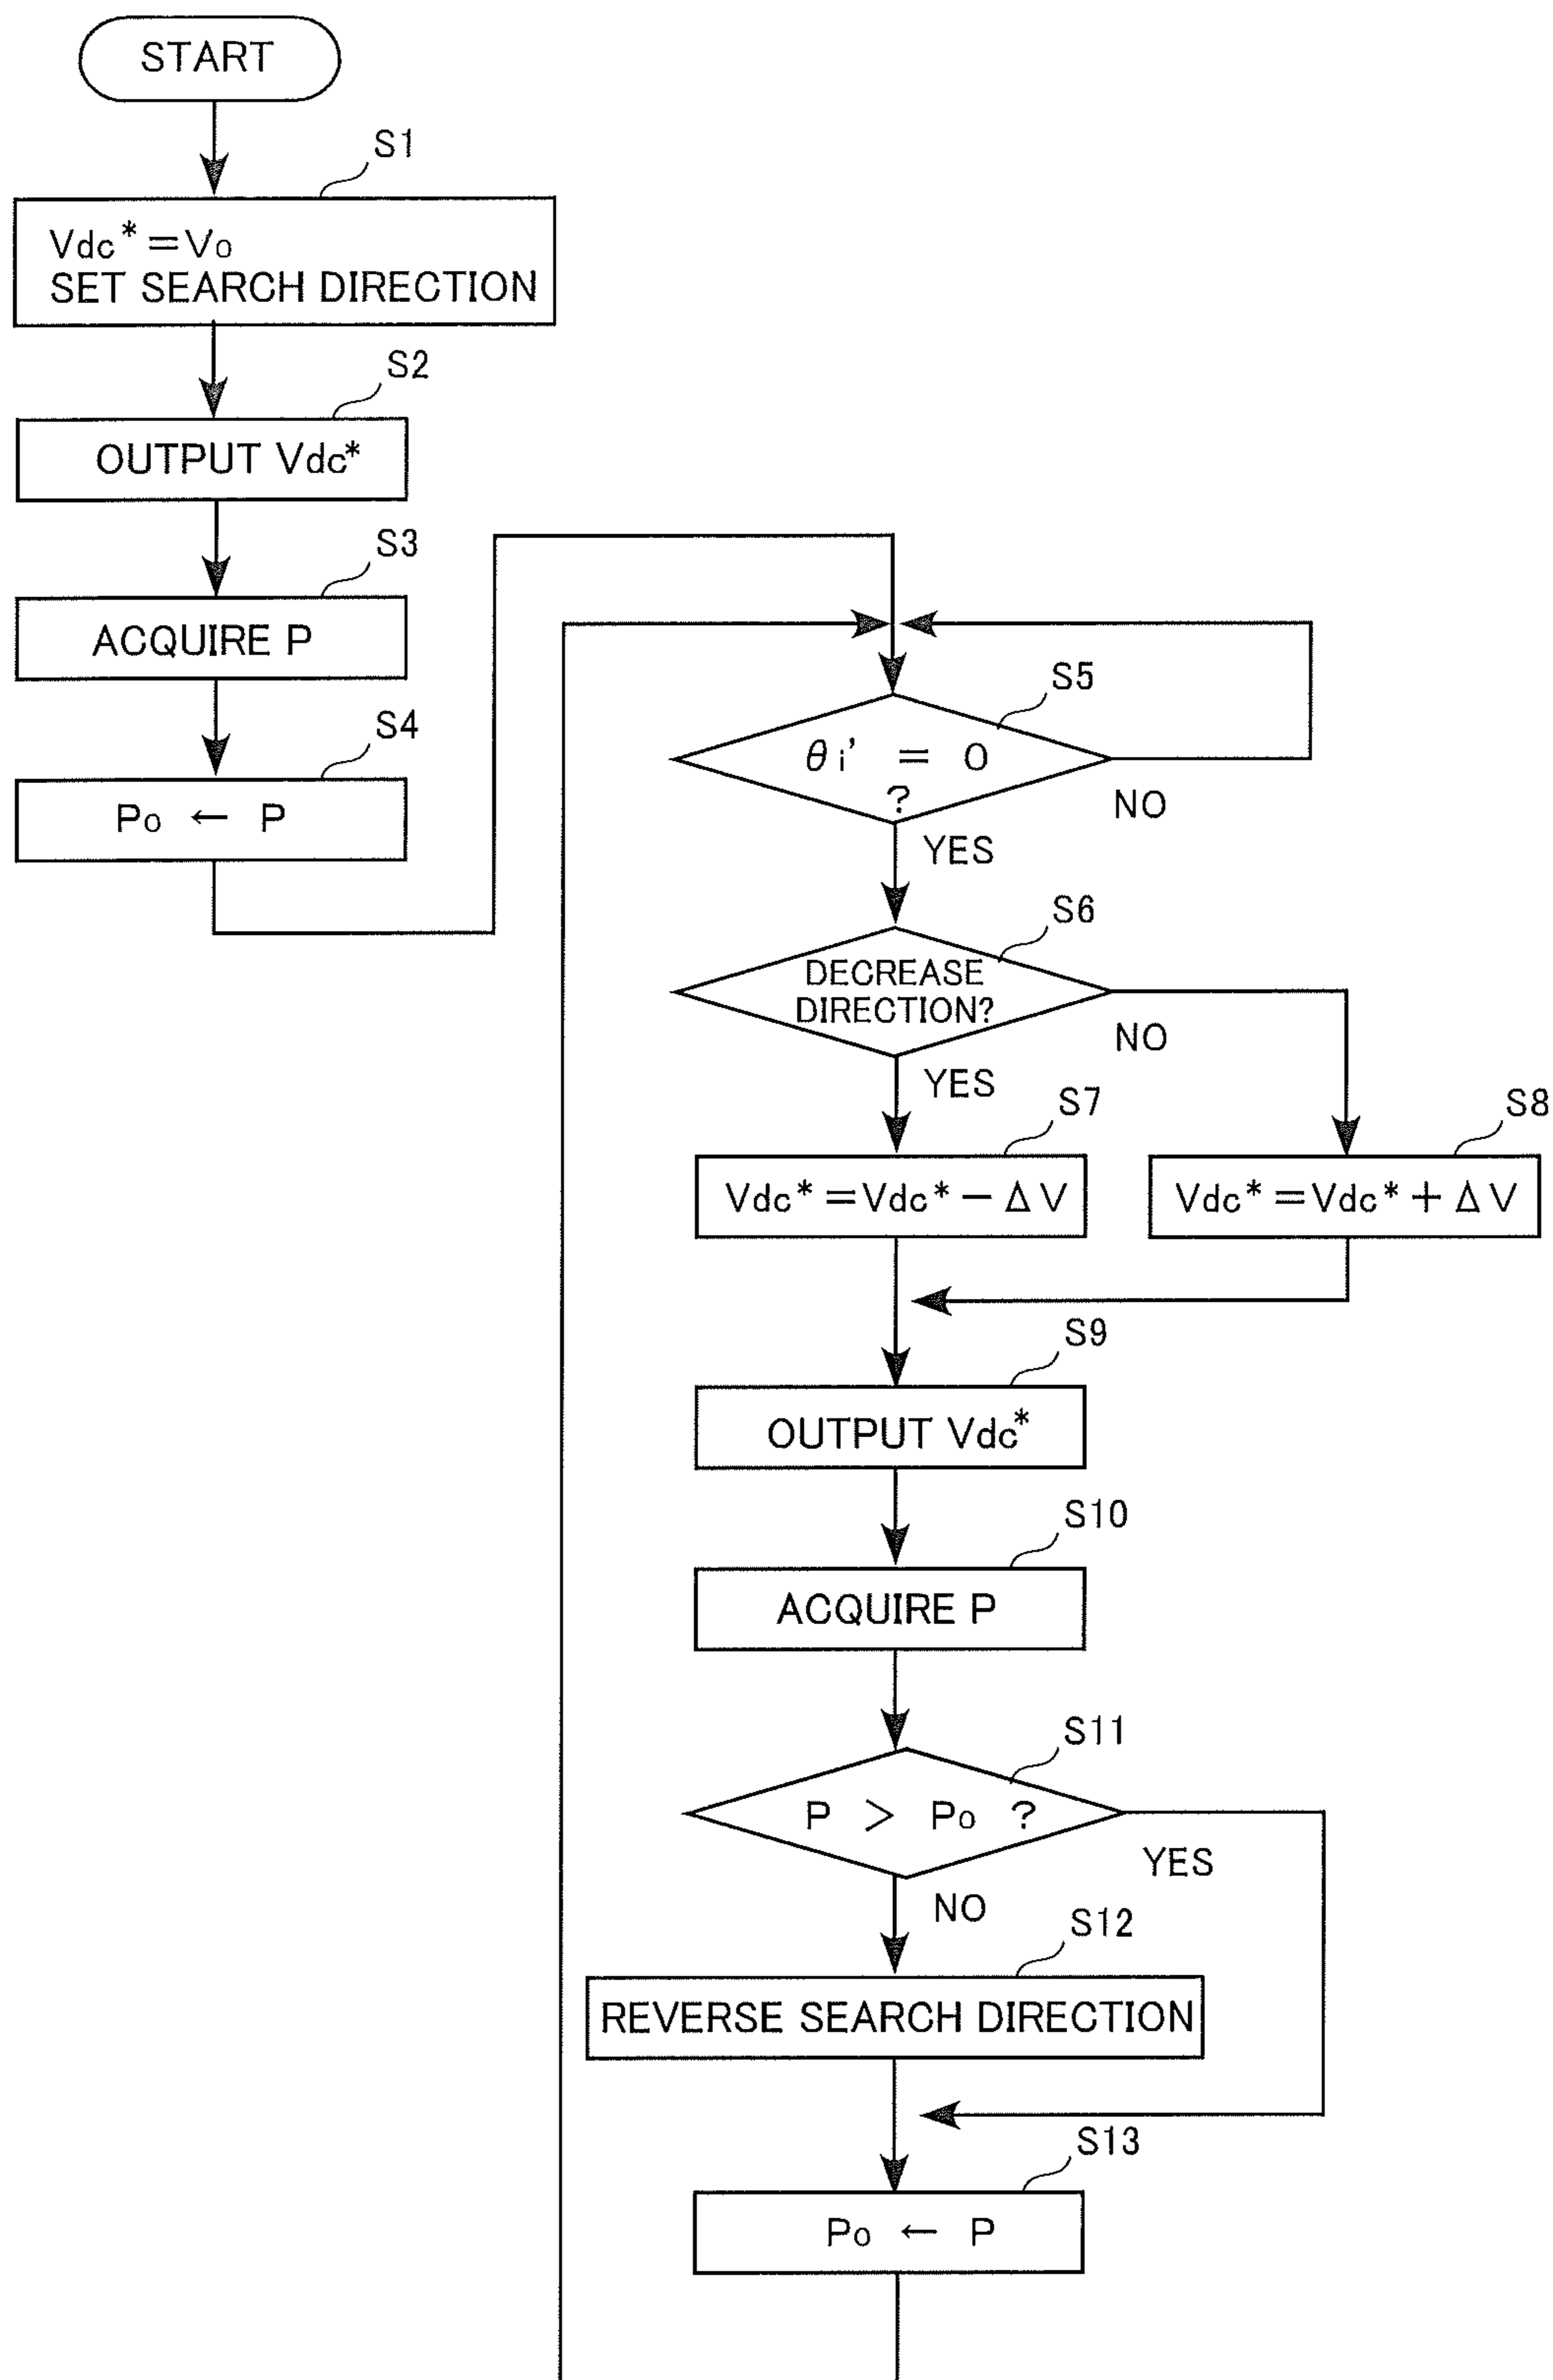 START
S1
Vdc* = Vo
SET SEARCH DIRECTION
S2
OUTPUT Vdc*
S3
ACQUIRE P
S4
Po ← P
S5
θi' = 0
?
NO
YES
S6
DECREASE
DIRECTION?
NO
YES
S7
Vdc* = Vdc* − ΔV
S8
Vdc* = Vdc* + ΔV
S9
OUTPUT Vdc*
S10
ACQUIRE P
S11
P > Po ?
YES
NO
S12
REVERSE SEARCH DIRECTION
S13
Po ← P